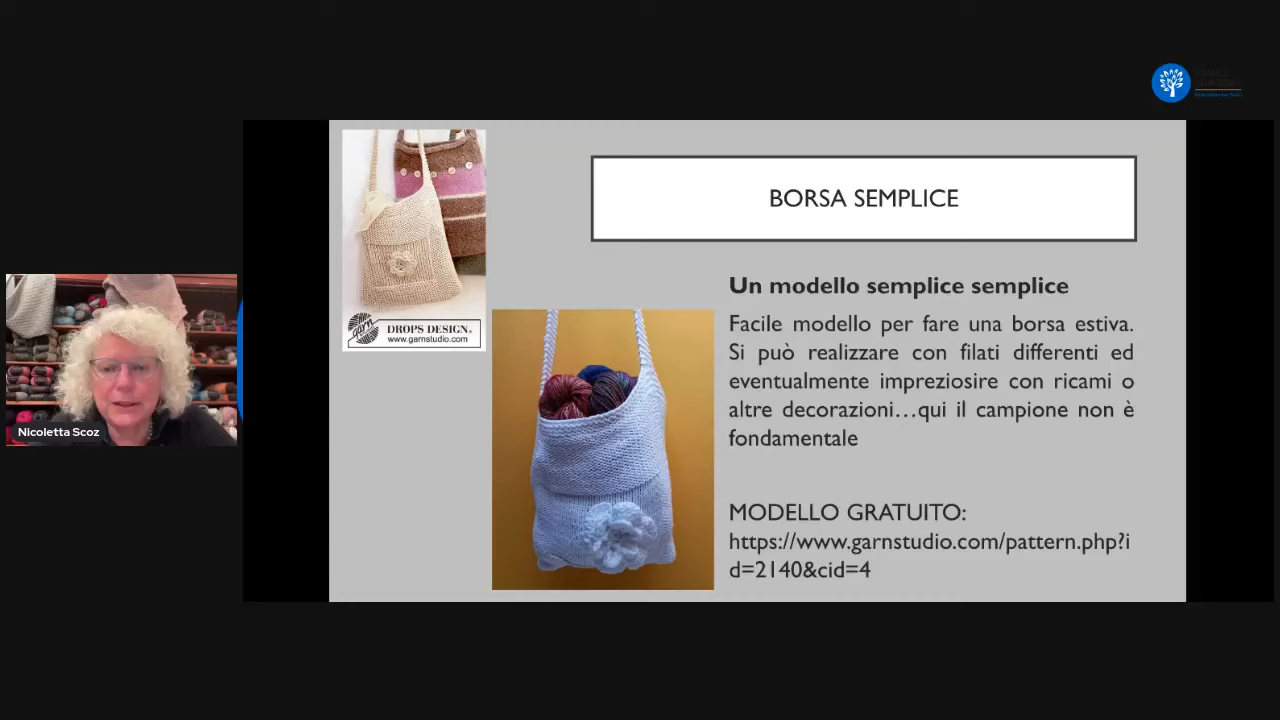 BORSA SEMPLICE
Un modello semplice semplice
Facile modello per fare una borsa estiva.
Si può realizzare con filati differenti ed
eventualmente impreziosire con ricami o
altre decorazioni…qui il campione non è
fondamentale
MODELLO GRATUITO:
https://www.garnstudio.com/pattern.php?i
d=2140&cid=4
garn
DROPS DESIGN®
www.garnstudio.com
Nicoletta Scoz